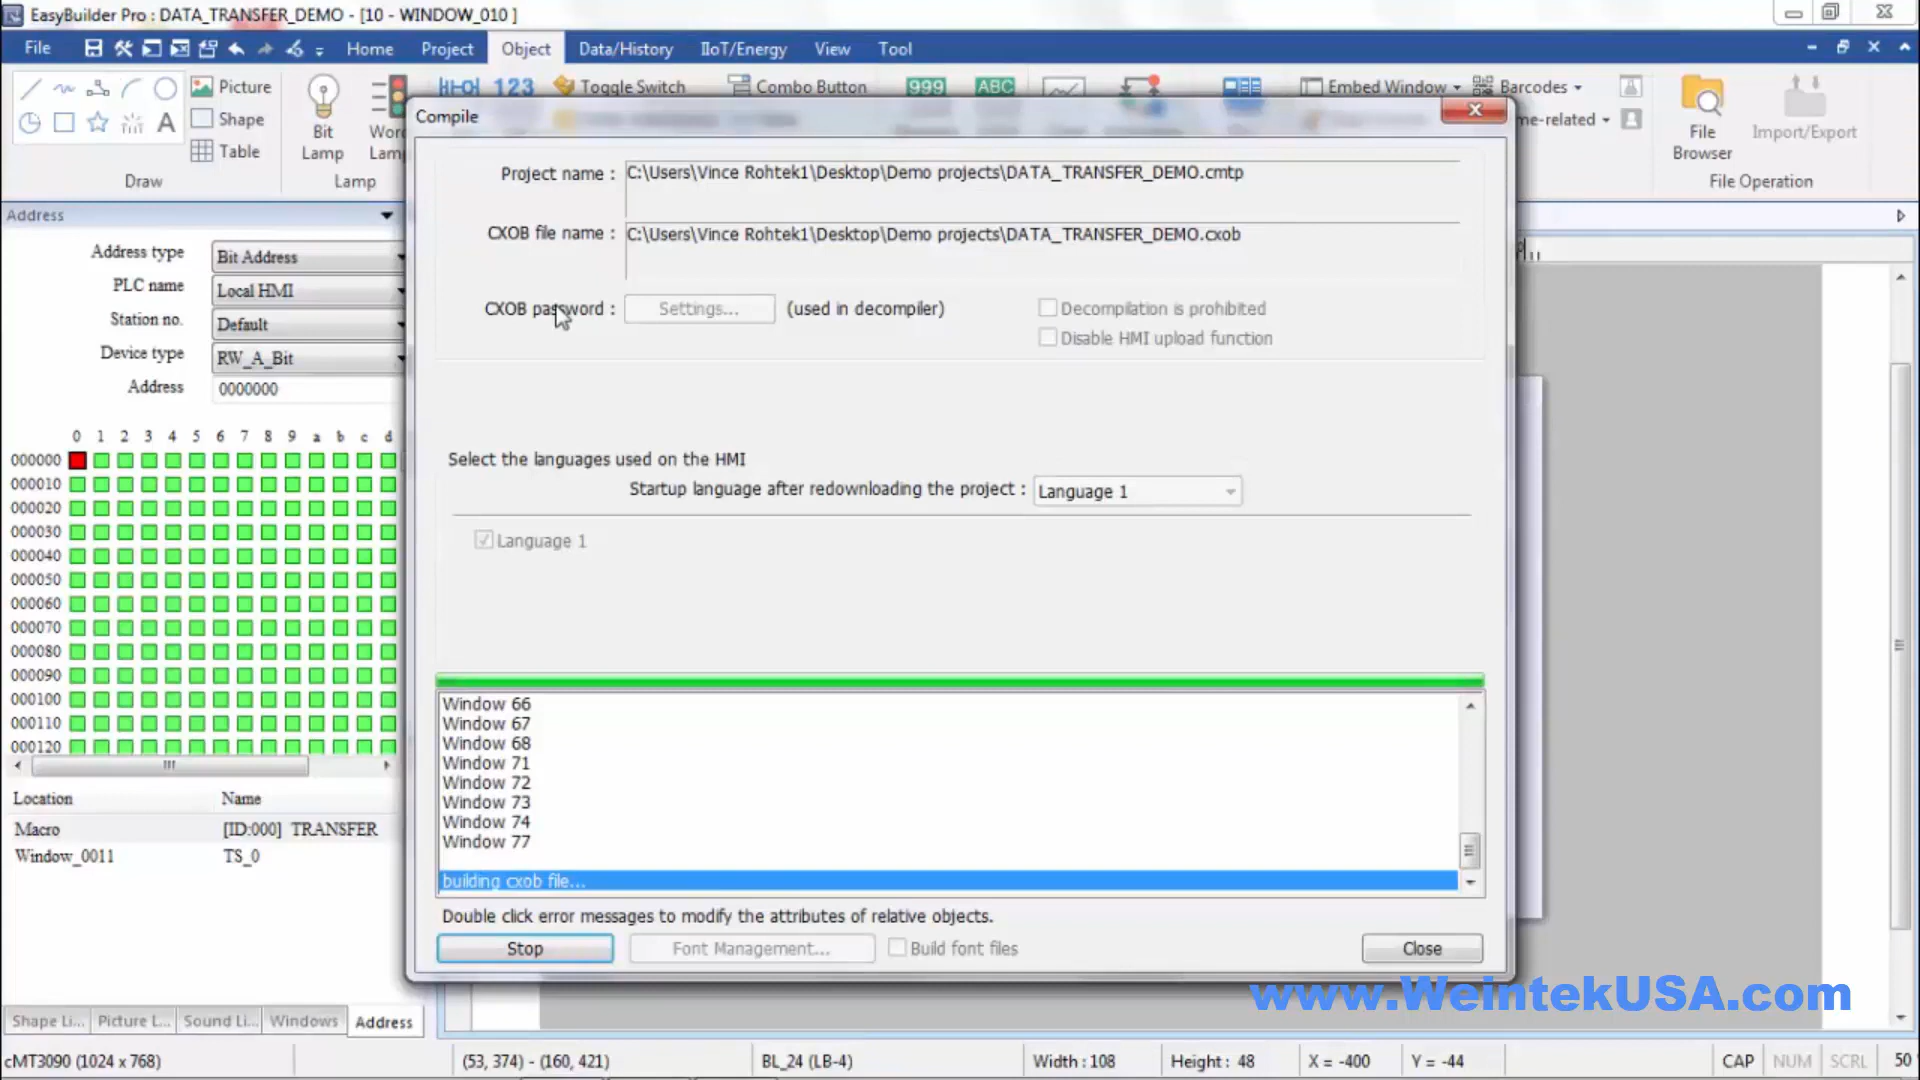 EasyBuilder Pro : DATA_TRANSFER_DEMO - [10 - WINDOW_010 ]
File Home Project Object Data/History IIoT/Energy View Tool
Picture Shape Table Draw
Bit Lamp Lamp
123 Toggle Switch Combo Button 999 ABC Embed Window Barcodes
File Browser Import/Export
File Operation
Compile
Project name : C:\Users\Vince Rohtek1\Desktop\Demo projects\DATA_TRANSFER_DEMO.cmtp
CXOB file name : C:\Users\Vince Rohtek1\Desktop\Demo projects\DATA_TRANSFER_DEMO.cxob
CXOB password : Settings... (used in decompiler) Decompilation is prohibited
Disable HMI upload function
Select the languages used on the HMI
Startup language after redownloading the project : Language 1
Language 1
Window 66
Window 67
Window 68
Window 71
Window 72
Window 73
Window 74
Window 77
building cxob file...
Double click error messages to modify the attributes of relative objects.
Stop Font Management... Build font files Close
Address
Address type Bit Address
PLC name Local HMI
Station no. Default
Device type RW_A_Bit
Address 0000000
0 1 2 3 4 5 6 7 8 9 a b c d
000000
000010
000020
000030
000040
000050
000060
000070
000080
000090
000100
000110
000120
Location Name
Macro [ID:000] TRANSFER
Window_0011 TS_0
Shape Li... Picture L... Sound Li... Windows Address
www.WeintekUSA.com
cMT3090 (1024 x 768) (53, 374) - (160, 421) BL_24 (LB-4) Width : 108 Height : 48 X = -400 Y = -44 CAP NUM SCRL 50